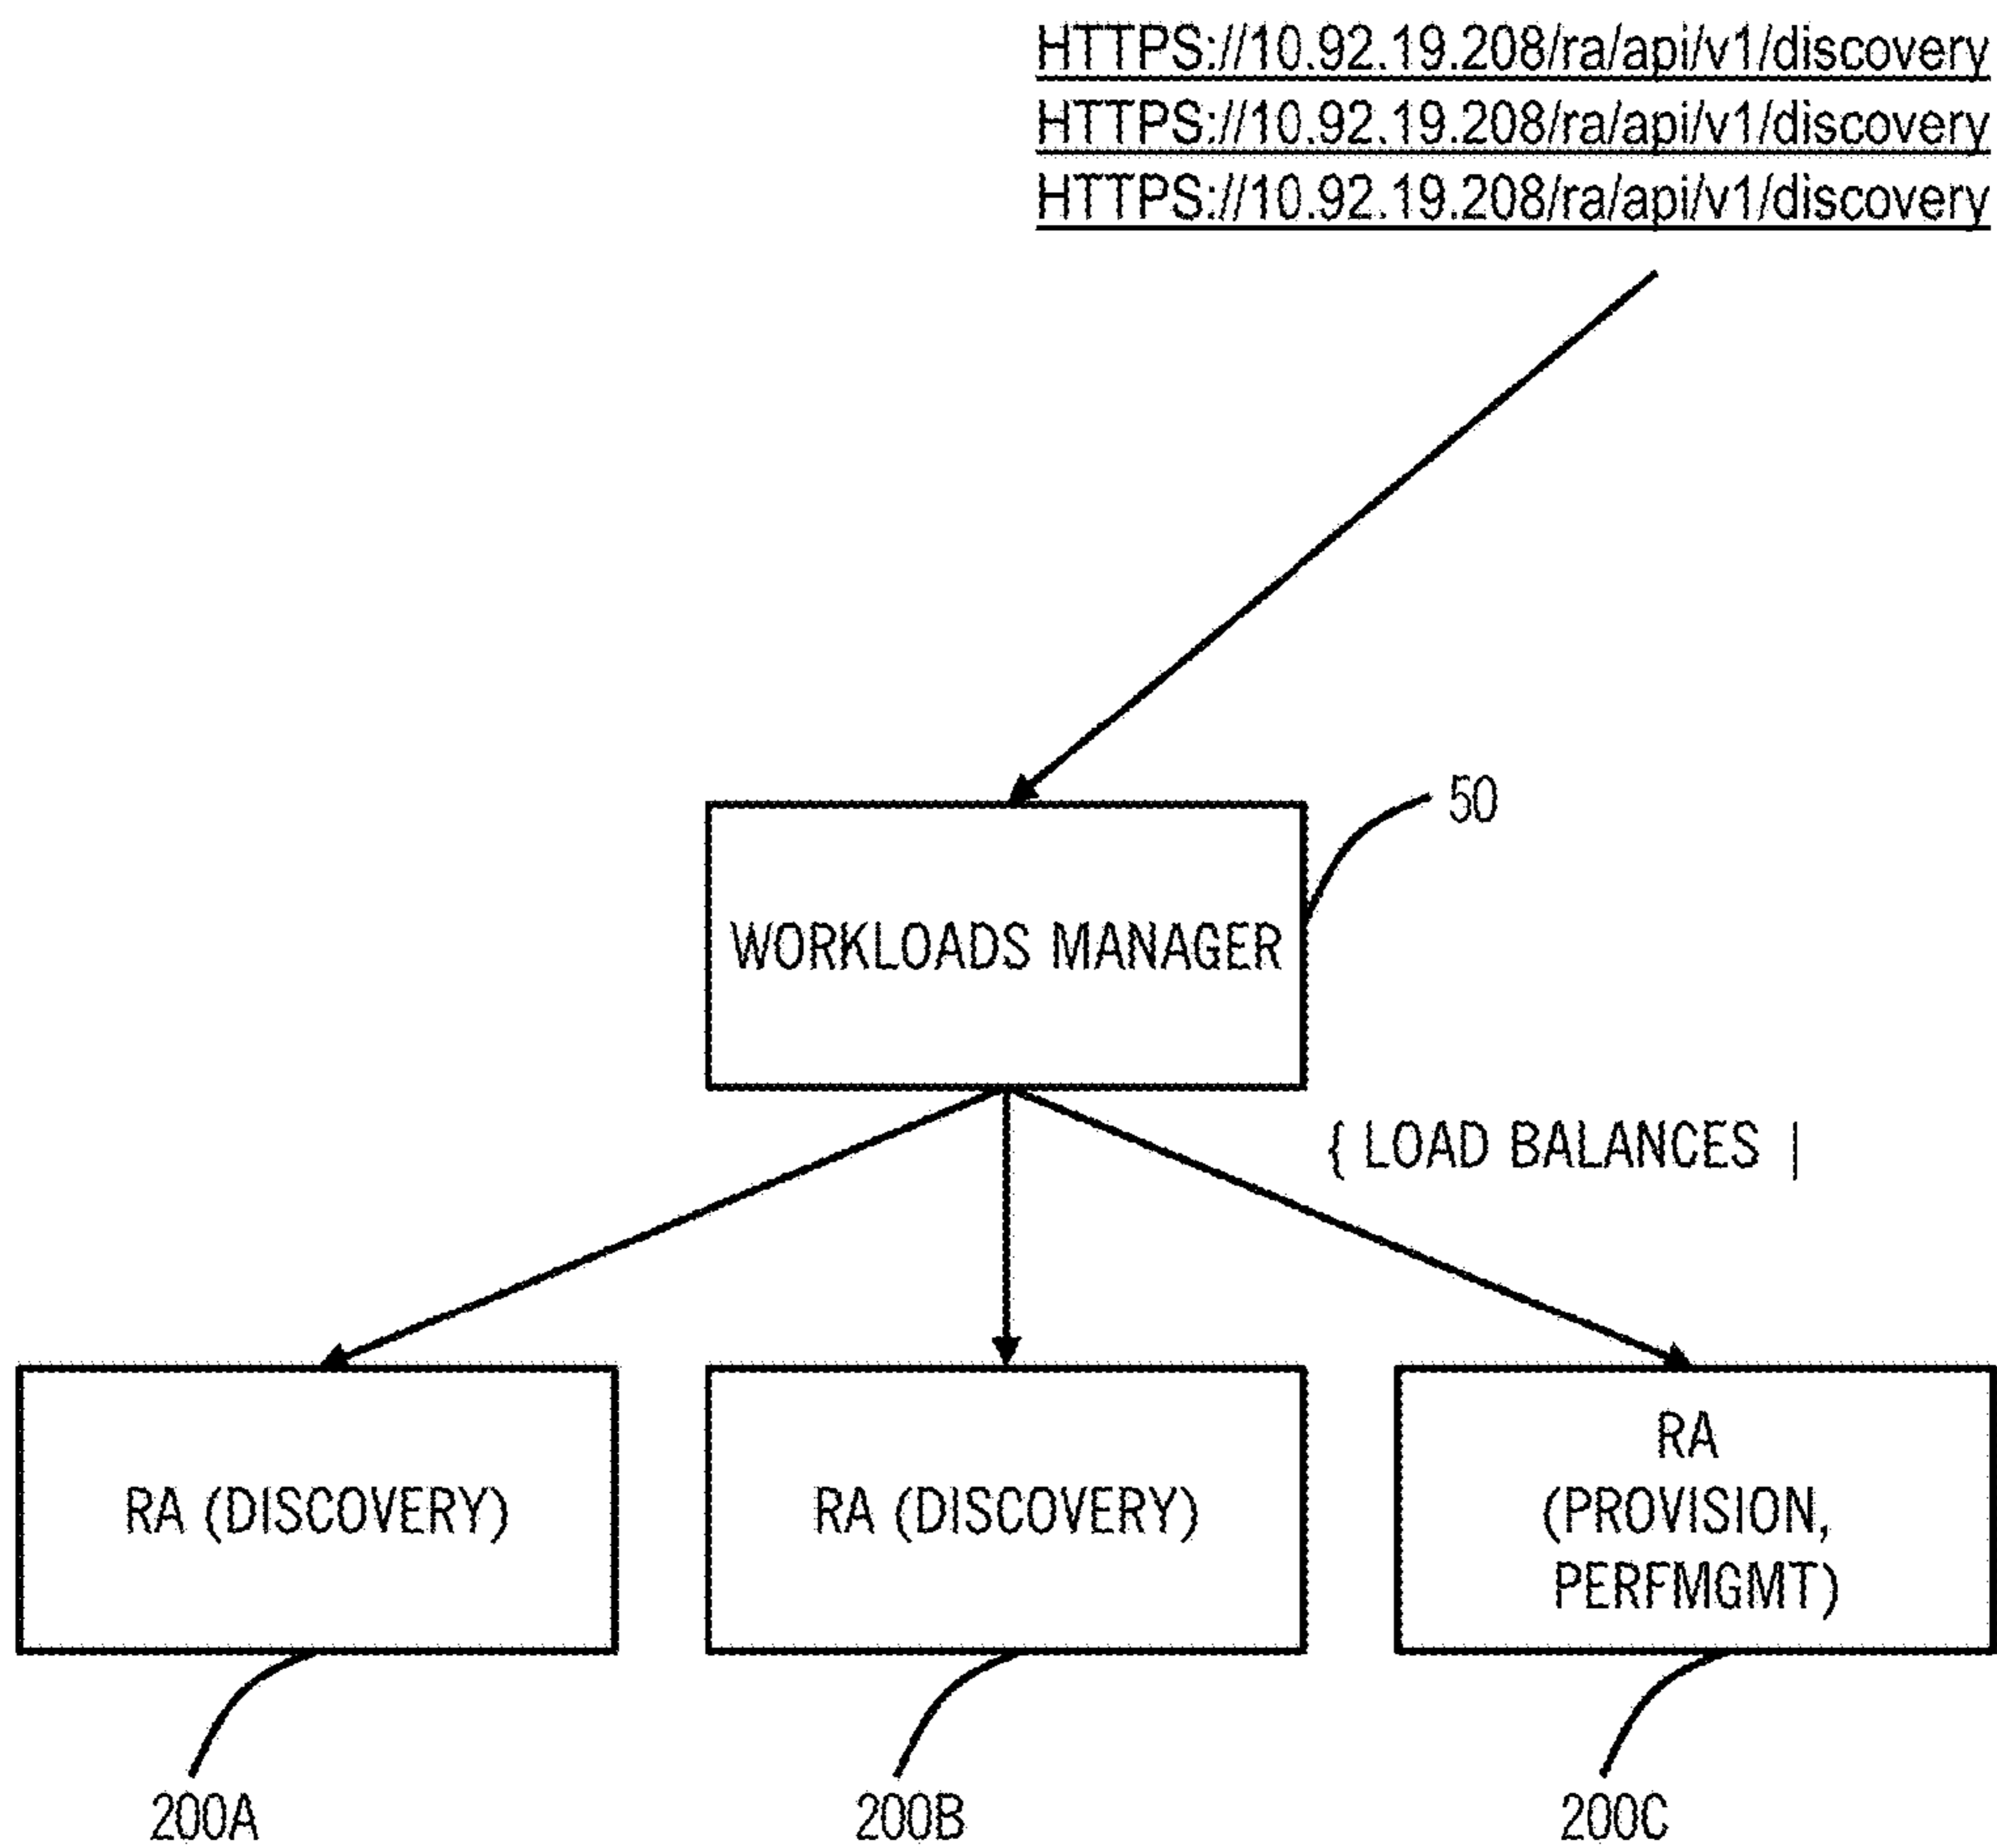 HTTPS://10.92.19.208/ra/api/v1/discovery
HTTPS://10.92.19.208/ra/api/v1/discovery
HTTPS://10.92.19.208/ra/api/v1/discovery
50
WORKLOADS MANAGER
{ LOAD BALANCES |
RA (DISCOVERY)
RA (DISCOVERY)
RA
(PROVISION,
PERFMGMT)
200A
200B
200C